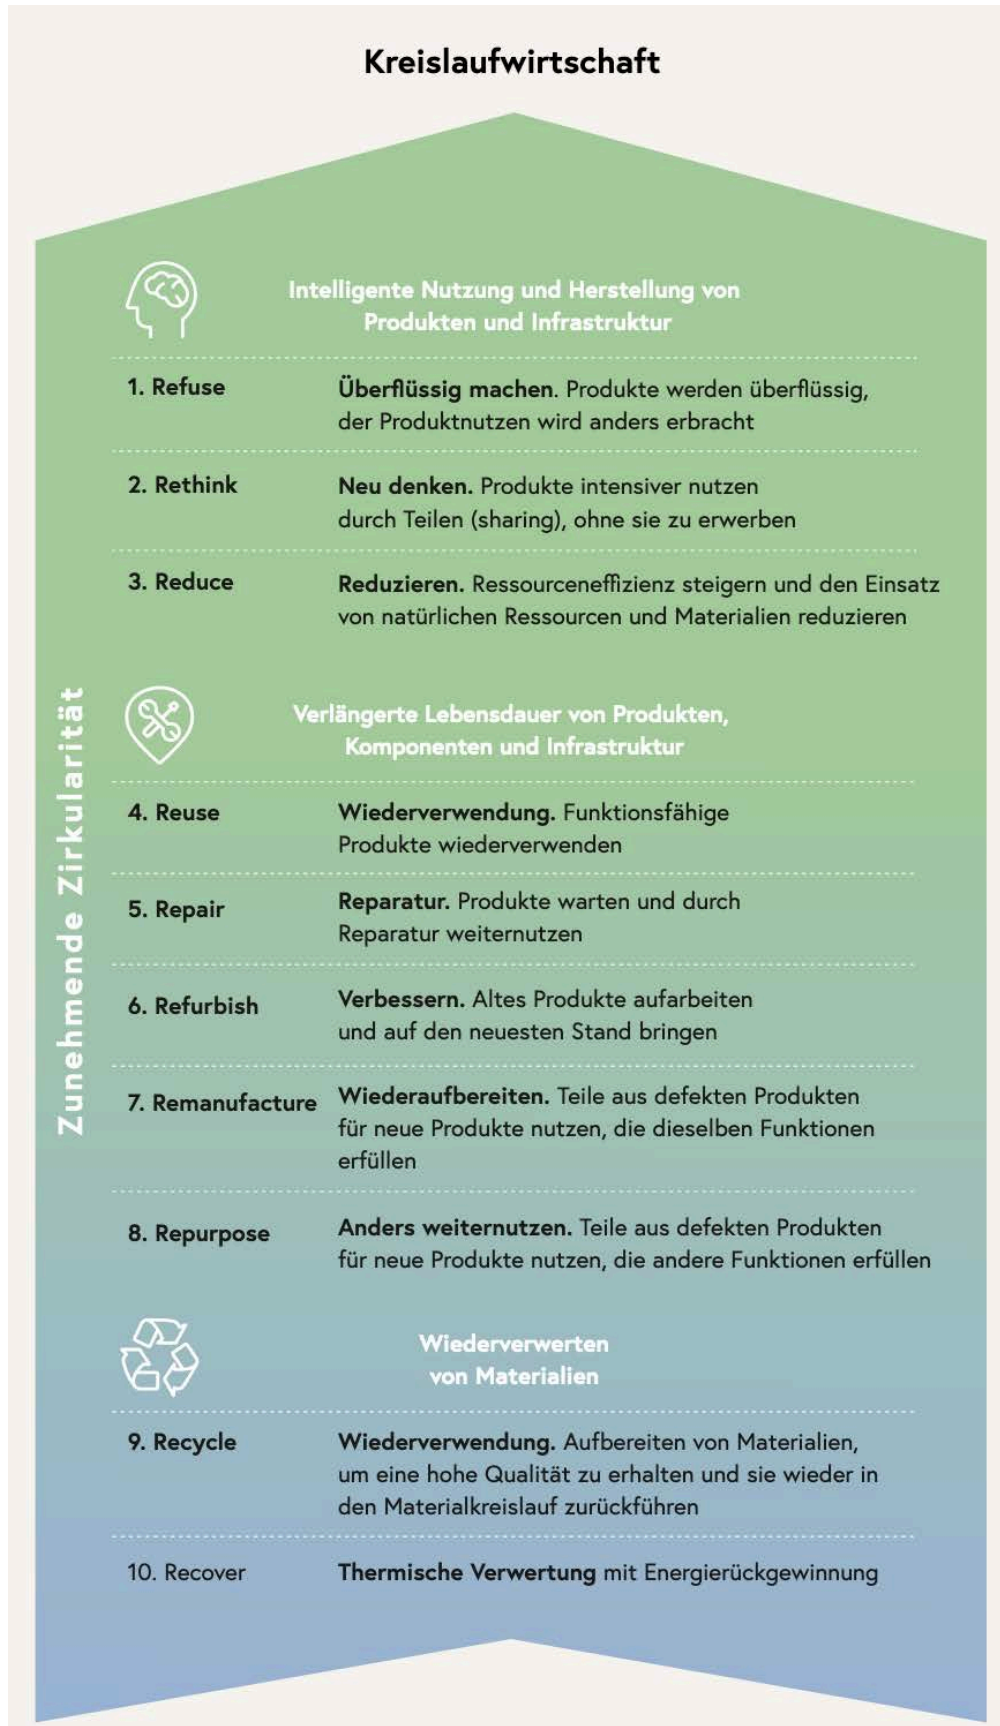 Kreislaufwirtschaft
Intelligente Nutzung und Herstellung von
Produkten und Infrastruktur
1. Refuse
Überflüssig machen. Produkte werden überflüssig,
der Produktnutzen wird anders erbracht
2. Rethink
Neu denken. Produkte intensiver nutzen
durch Teilen (sharing), ohne sie zu erwerben
3. Reduce
Reduzieren. Ressourceneffizienz steigern und den Einsatz
von natürlichen Ressourcen und Materialien reduzieren
Zunehmende Zirkularität
Verlängerte Lebensdauer von Produkten,
Komponenten und Infrastruktur
4. Reuse
Wiederverwendung. Funktionsfähige
Produkte wiederverwenden
5. Repair
Reparatur. Produkte warten und durch
Reparatur weiternutzen
6. Refurbish
Verbessern. Altes Produkte aufarbeiten
und auf den neuesten Stand bringen
7. Remanufacture
Wiederaufbereiten. Teile aus defekten Produkten
für neue Produkte nutzen, die dieselben Funktionen
erfüllen
8. Repurpose
Anders weiternutzen. Teile aus defekten Produkten
für neue Produkte nutzen, die andere Funktionen erfüllen
Wiederverwerten
von Materialien
9. Recycle
Wiederverwendung. Aufbereiten von Materialien,
um eine hohe Qualität zu erhalten und sie wieder in
den Materialkreislauf zurückführen
10. Recover
Thermische Verwertung mit Energierückgewinnung